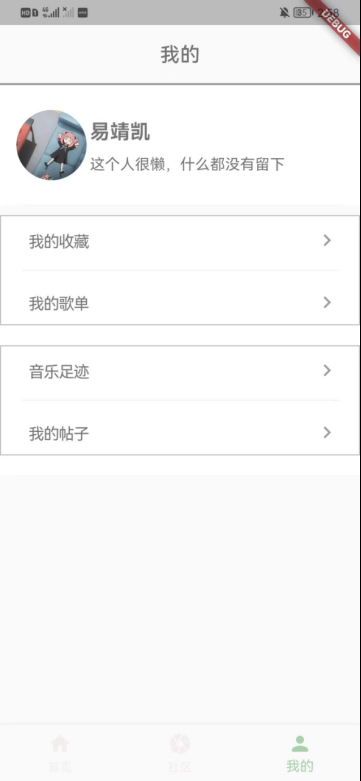 DEBUG
我的
易靖凯
这个人很懒，什么都没有留下
我的收藏
我的歌单
音乐足迹
我的帖子
首页 社区 我的